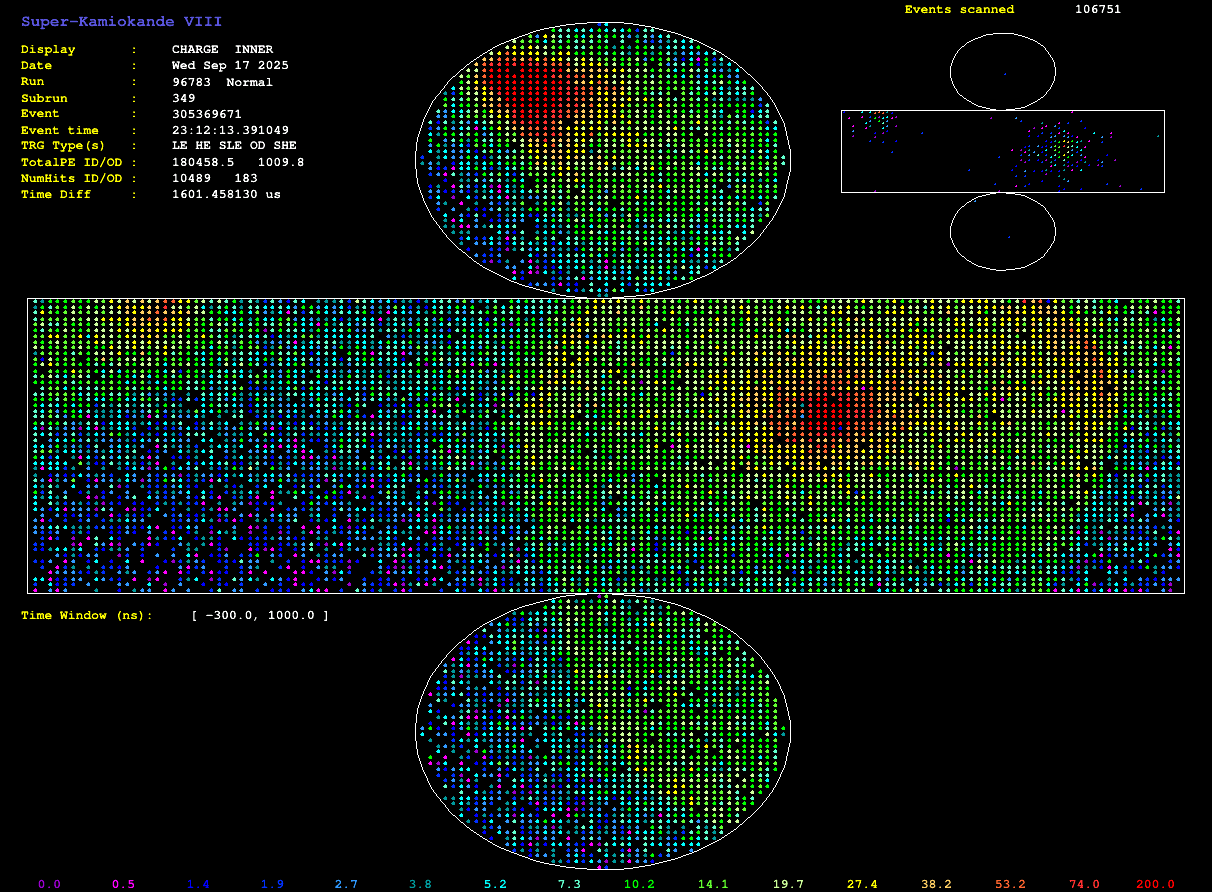 Super-Kamiokande VIII
Display : CHARGE INNER
Date : Wed Sep 17 2025
Run : 96783 Normal
Subrun : 349
Event : 305369671
Event time : 23:12:13.391049
TRG Type(s) : LE HE SLE OD SHE
TotalPE ID/OD : 180458.5 1009.8
NumHits ID/OD : 10489 183
Time Diff : 1601.458130 us
Events scanned 106751
Time Window (ns): [ -300.0, 1000.0 ]
0.0 0.5 1.4 1.9 2.7 3.8 5.2 7.3 10.2 14.1 19.7 27.4 38.2 53.2 74.0 200.0